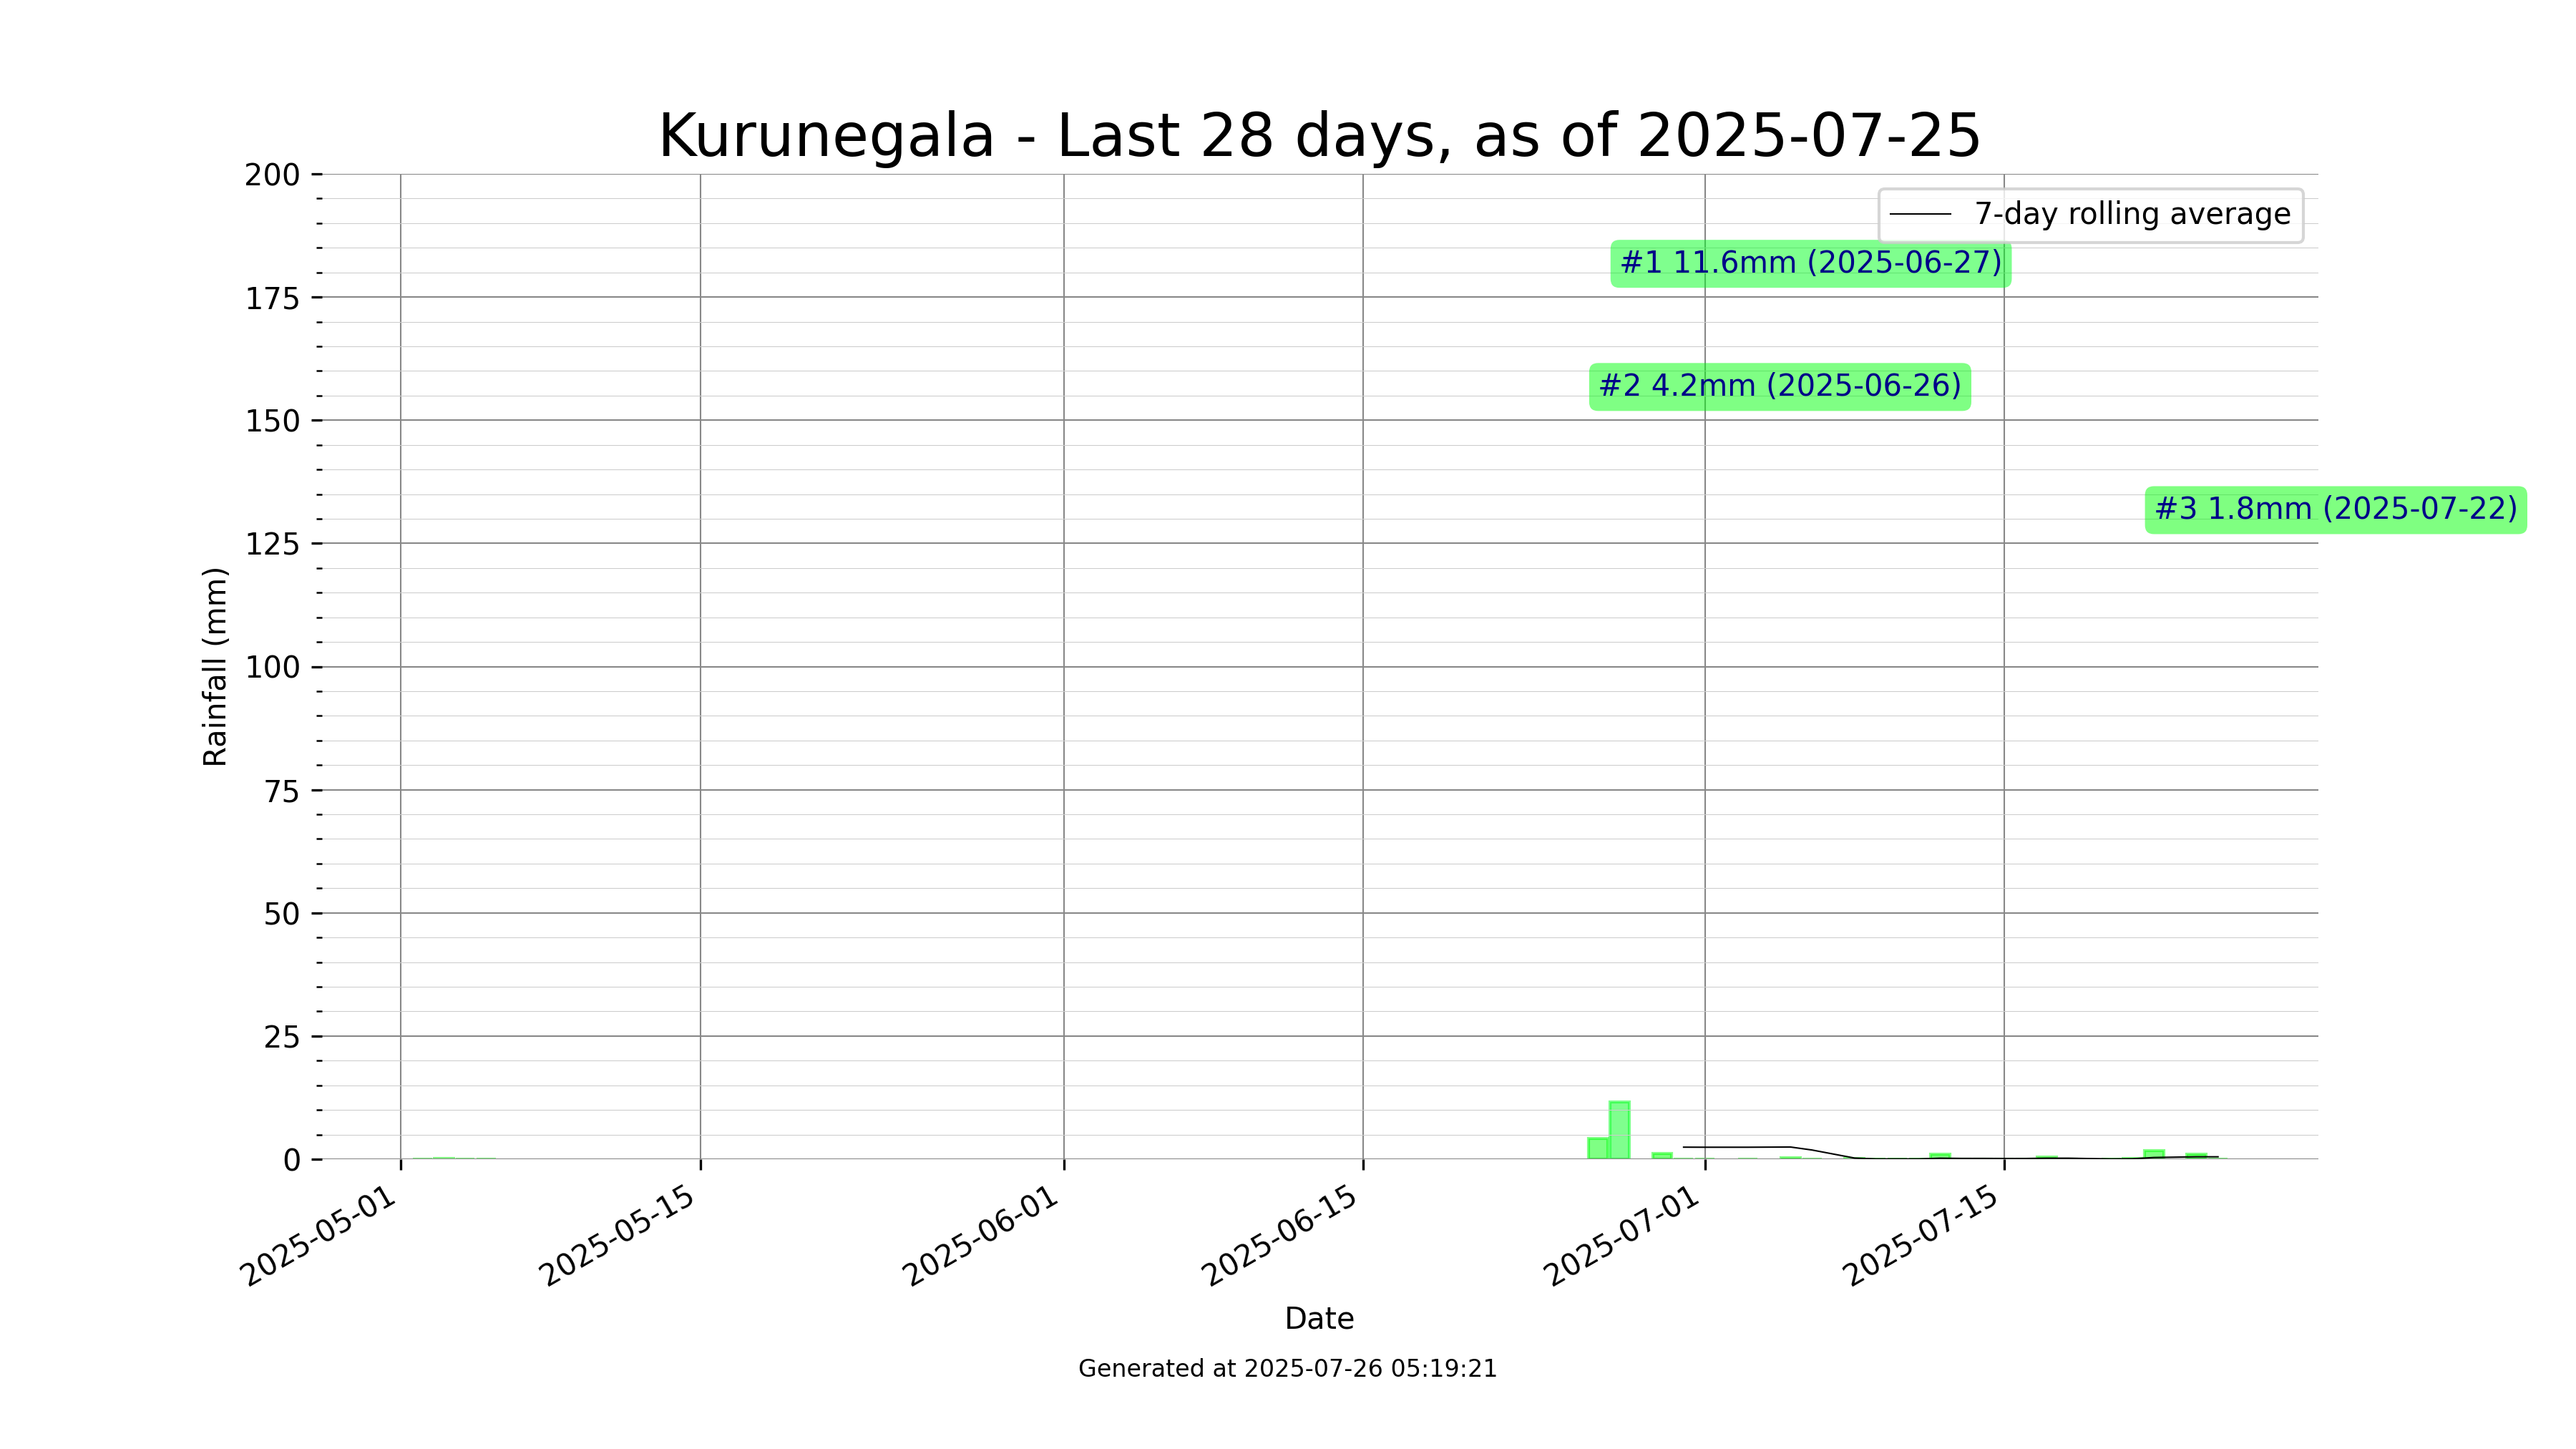 Kurunegala - Last 28 days, as of 2025-07-25
200
175
150
125
100
75
50
25
0
Rainfall (mm)
7-day rolling average
#1 11.6mm (2025-06-27)
#2 4.2mm (2025-06-26)
#3 1.8mm (2025-07-22)
2025-05-01
2025-05-15
2025-06-01
2025-06-15
2025-07-01
2025-07-15
Date
Generated at 2025-07-26 05:19:21